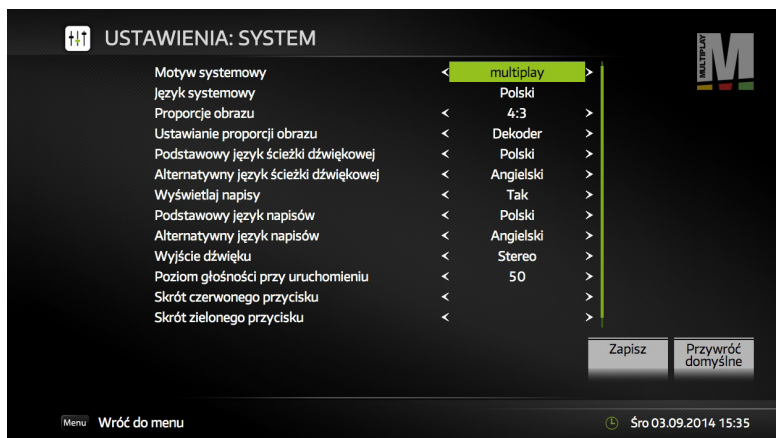 USTAWIENIA: SYSTEM
MULTIPLAY
Motyw systemowy < multiplay >
Język systemowy Polski
Proporcje obrazu < 4:3 >
Ustawianie proporcji obrazu < Dekoder >
Podstawowy język ścieżki dźwiękowej < Polski >
Alternatywny język ścieżki dźwiękowej < Angielski >
Wyświetlaj napisy < Tak >
Podstawowy język napisów < Polski >
Alternatywny język napisów < Angielski >
Wyjście dźwięku < Stereo >
Poziom głośności przy uruchomieniu < 50 >
Skrót czerwonego przycisku < >
Skrót zielonego przycisku < >
Zapisz
Przywróć
domyślne
Menu Wróć do menu
Śro 03.09.2014 15:35